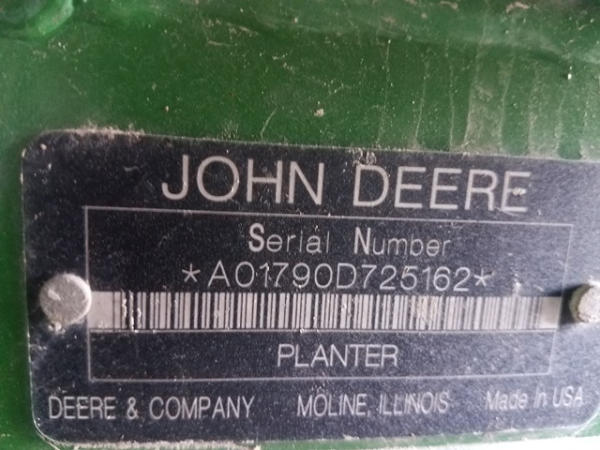 JOHN DEERE
Serial Number
*A01790D725162*
PLANTER
DEERE & COMPANY MOLINE, ILLINOIS Made in USA